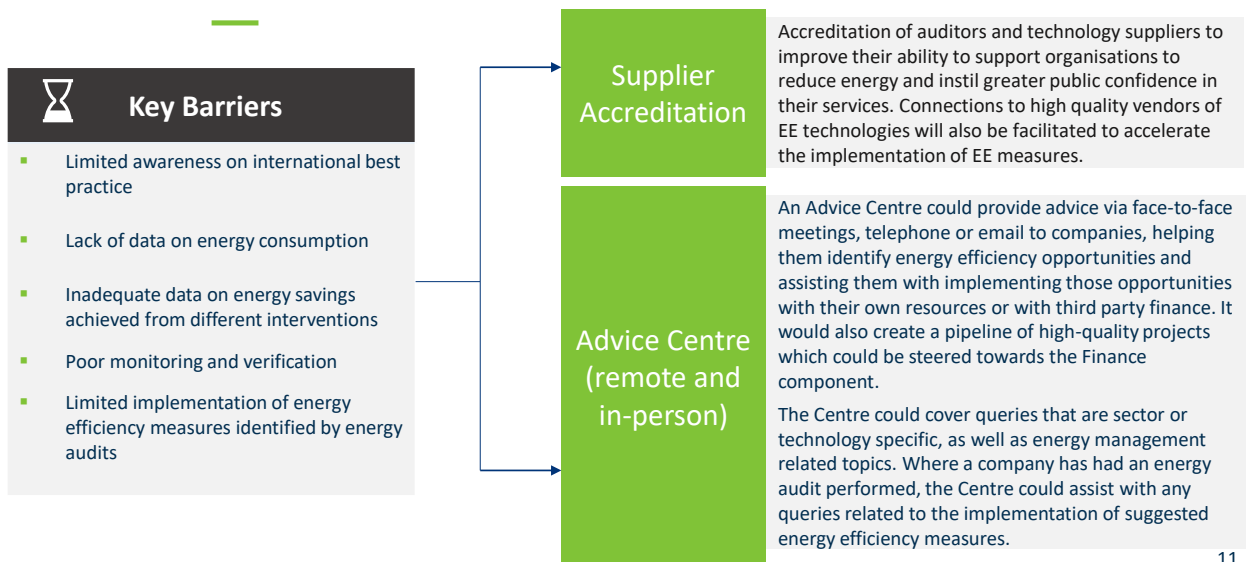 Key Barriers
▪ Limited awareness on international best
practice
▪ Lack of data on energy consumption
▪ Inadequate data on energy savings
achieved from different interventions
▪ Poor monitoring and verification
▪ Limited implementation of energy
efficiency measures identified by energy
audits
Supplier
Accreditation
Accreditation of auditors and technology suppliers to
improve their ability to support organisations to
reduce energy and instil greater public confidence in
their services. Connections to high quality vendors of
EE technologies will also be facilitated to accelerate
the implementation of EE measures.
Advice Centre
(remote and
in-person)
An Advice Centre could provide advice via face-to-face
meetings, telephone or email to companies, helping
them identify energy efficiency opportunities and
assisting them with implementing those opportunities
with their own resources or with third party finance. It
would also create a pipeline of high-quality projects
which could be steered towards the Finance
component.
The Centre could cover queries that are sector or
technology specific, as well as energy management
related topics. Where a company has had an energy
audit performed, the Centre could assist with any
queries related to the implementation of suggested
energy efficiency measures.
11